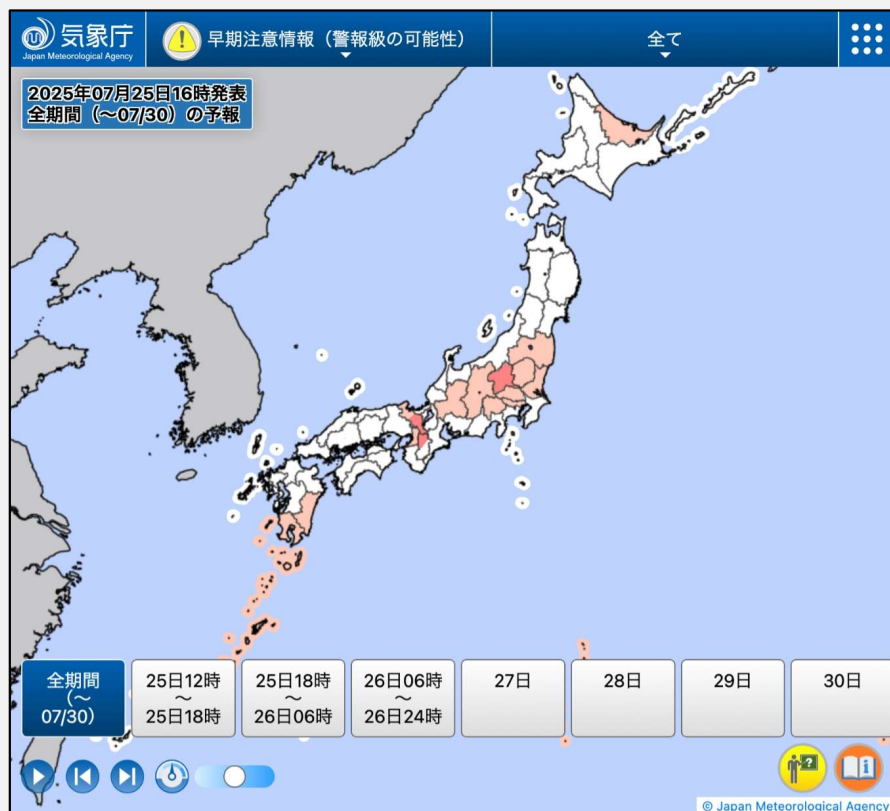 気象庁
Japan Meteorological Agency
早期注意情報（警報級の可能性）
全て
2025年07月25日16時発表
全期間（～07/30）の予報
全期間
（～
07/30）
25日12時
～
25日18時
25日18時
～
26日06時
26日06時
～
26日24時
27日
28日
29日
30日
?
i
© Japan Meteorological Agency